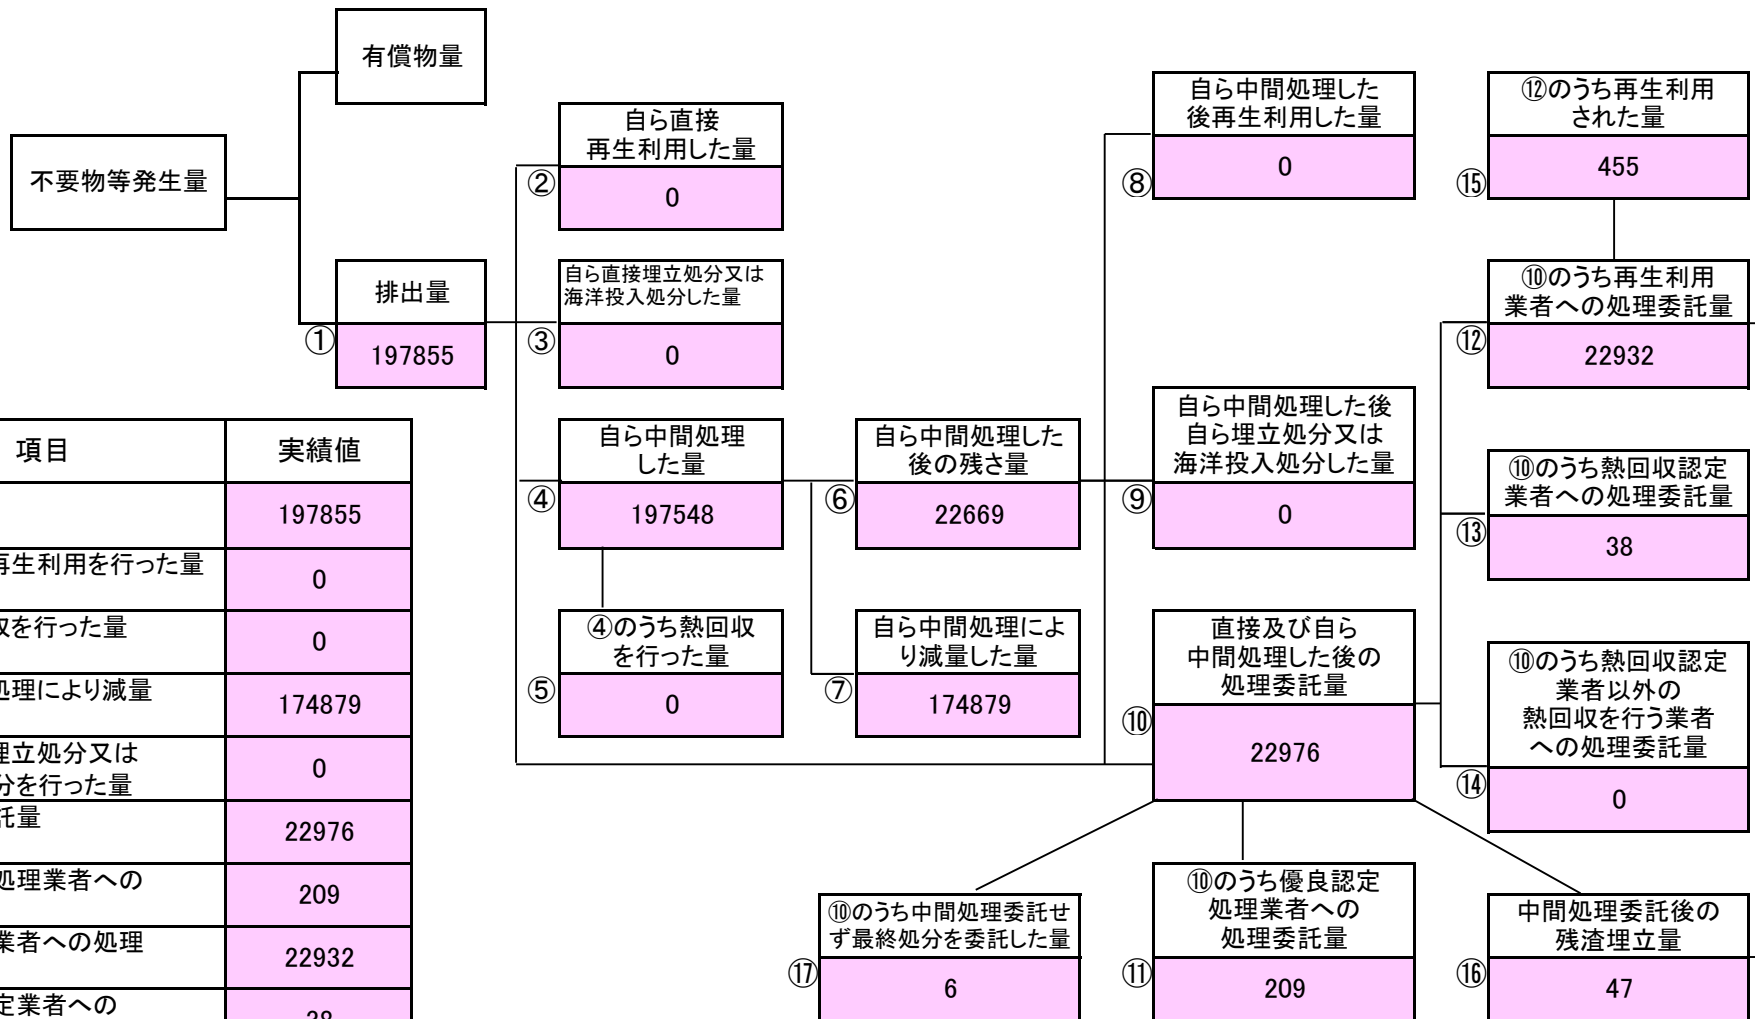 有償物量
不要物等発生量
自ら直接
再生利用した量
②
0
自ら中間処理した
後再生利用した量
⑧
0
⑫のうち再生利用
された量
⑮
455
排出量
①
197855
自ら直接埋立処分又は
海洋投入処分した量
③
0
⑩のうち再生利用
業者への処理委託量
⑫
22932
自ら中間処理
した量
④
197548
自ら中間処理した
後の残さ量
⑥
22669
自ら中間処理した後
自ら埋立処分又は
海洋投入処分した量
⑨
0
⑩のうち熱回収認定
業者への処理委託量
⑬
38
④のうち熱回収
を行った量
⑤
0
自ら中間処理によ
り減量した量
⑦
174879
直接及び自ら
中間処理した後の
処理委託量
⑩
22976
⑩のうち熱回収認定
業者以外の
熱回収を行う業者
への処理委託量
⑭
0
⑩のうち中間処理委託せ
ず最終処分を委託した量
⑰
6
⑩のうち優良認定
処理業者への
処理委託量
⑪
209
中間処理委託後の
残渣埋立量
⑯
47
項目
実績値
197855
再生利用を行った量
0
を行った量
0
処理により減量
174879
埋立処分又は
分を行った量
0
託量
22976
処理業者への
209
業者への処理
22932
定業者への
38